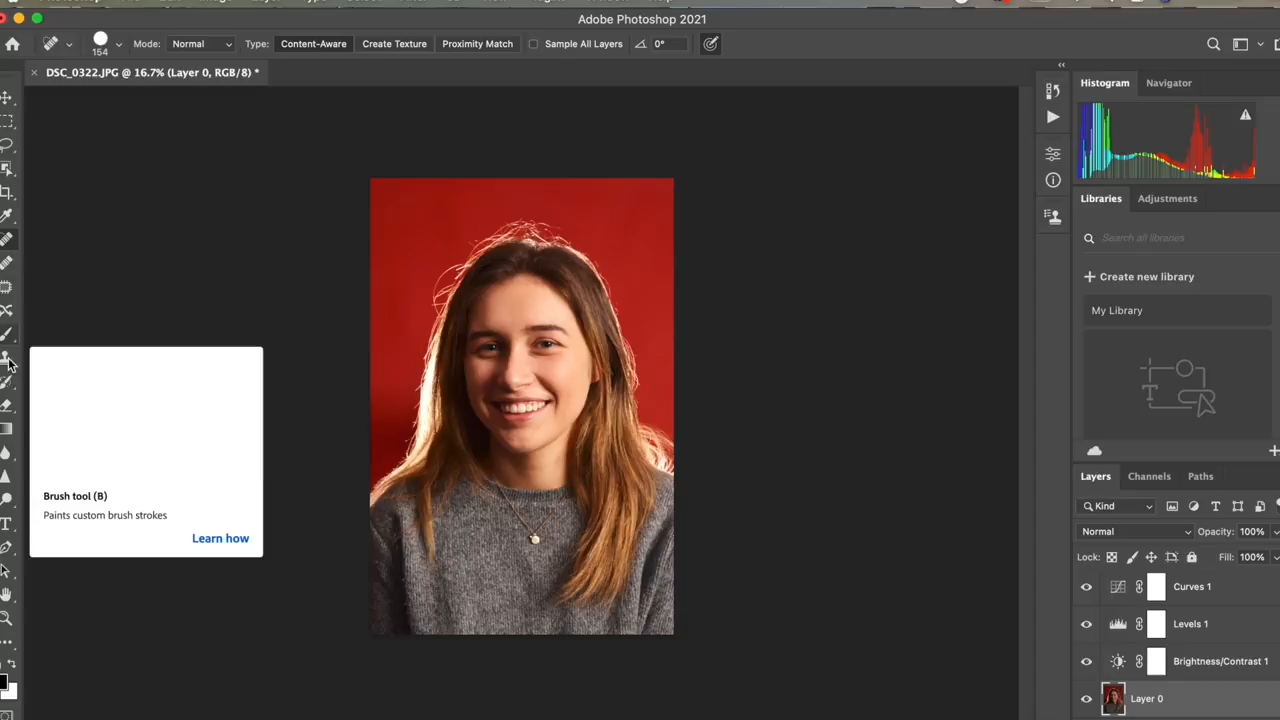 Adobe Photoshop 2021
154
Mode: Normal
Type: Content-Aware Create Texture Proximity Match
Sample All Layers
0°
DSC_0322.JPG @ 16.7% (Layer 0, RGB/8) *
Histogram Navigator
Libraries Adjustments
Search all libraries
Create new library
My Library
Brush tool (B)
Paints custom brush strokes
Learn how
Layers Channels Paths
Kind
Normal Opacity: 100%
Lock: Fill: 100%
Curves 1
Levels 1
Brightness/Contrast 1
Layer 0